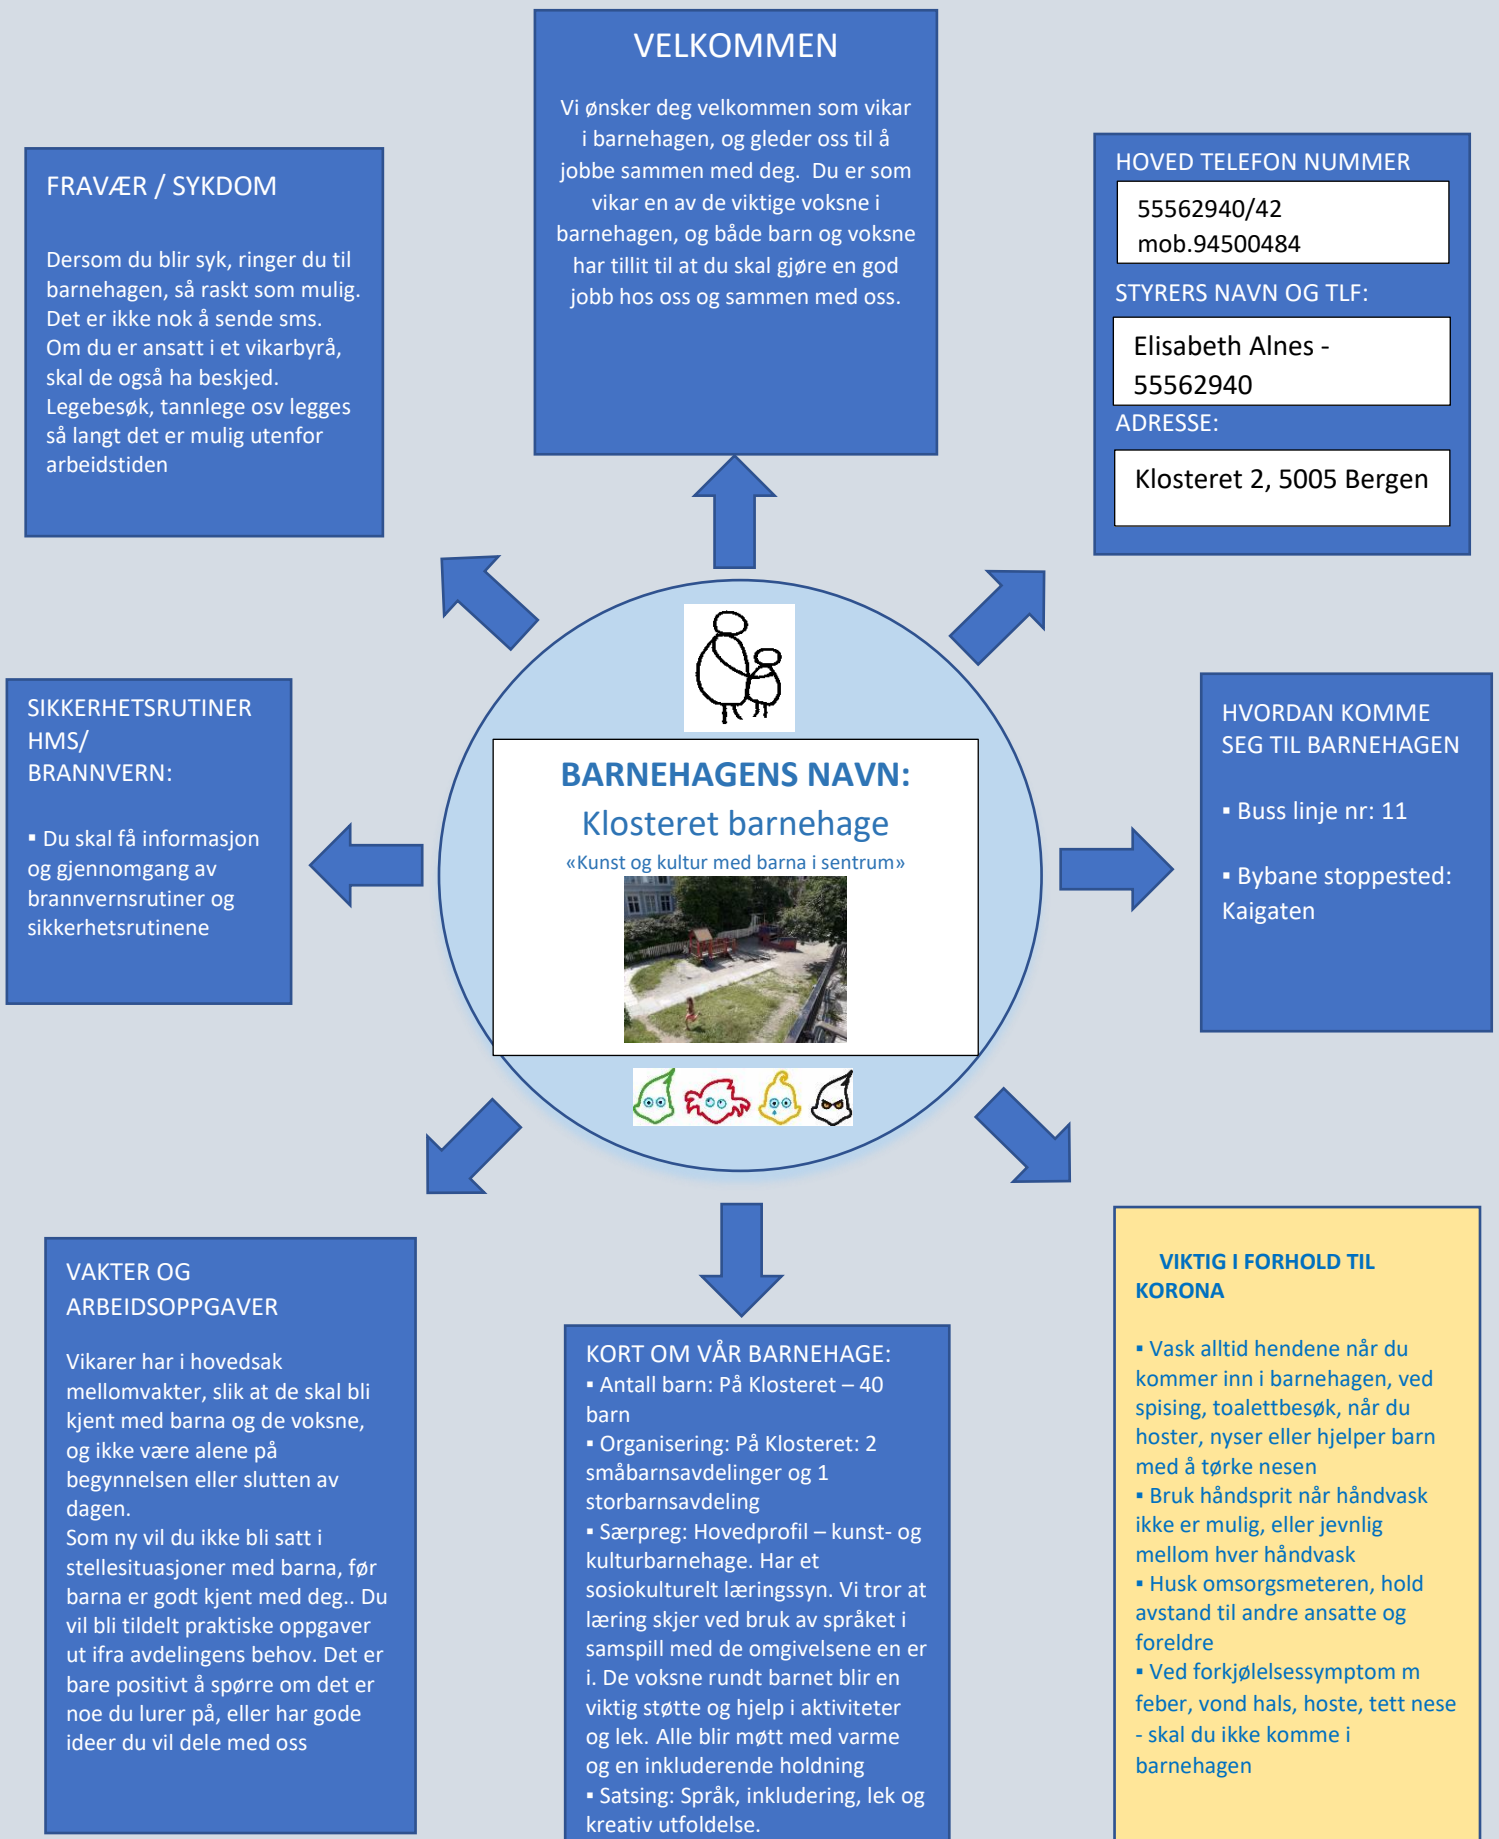 VELKOMMEN
Vi ønsker deg velkommen som vikar
i barnehagen, og gleder oss til å
jobbe sammen med deg. Du er som
vikar en av de viktige voksne i
barnehagen, og både barn og voksne
har tillit til at du skal gjøre en god
jobb hos oss og sammen med oss.
FRAVÆR / SYKDOM
Dersom du blir syk, ringer du til
barnehagen, så raskt som mulig.
Det er ikke nok å sende sms.
Om du er ansatt i et vikarbyrå,
skal de også ha beskjed.
Legebesøk, tannlege osv legges
så langt det er mulig utenfor
arbeidstiden
HOVED TELEFON NUMMER
55562940/42
mob.94500484
STYRERS NAVN OG TLF:
Elisabeth Alnes -
55562940
ADRESSE:
Klosteret 2, 5005 Bergen
SIKKERHETSRUTINER
HMS/
BRANNVERN:
▪ Du skal få informasjon
og gjennomgang av
brannvernsrutiner og
sikkerhetsrutinene
BARNEHAGENS NAVN:
Klosteret barnehage
«Kunst og kultur med barna i sentrum»
HVORDAN KOMME
SEG TIL BARNEHAGEN
▪ Buss linje nr: 11
▪ Bybane stoppested:
Kaigaten
VAKTER OG
ARBEIDSOPPGAVER
Vikarer har i hovedsak
mellomvakter, slik at de skal bli
kjent med barna og de voksne,
og ikke være alene på
begynnelsen eller slutten av
dagen.
Som ny vil du ikke bli satt i
stellesituasjoner med barna, før
barna er godt kjent med deg.. Du
vil bli tildelt praktiske oppgaver
ut ifra avdelingens behov. Det er
bare positivt å spørre om det er
noe du lurer på, eller har gode
ideer du vil dele med oss
KORT OM VÅR BARNEHAGE:
▪ Antall barn: På Klosteret – 40
barn
▪ Organisering: På Klosteret: 2
småbarnsavdelinger og 1
storbarnsavdeling
▪ Særpreg: Hovedprofil – kunst- og
kulturbarnehage. Har et
sosiokulturelt læringssyn. Vi tror at
læring skjer ved bruk av språket i
samspill med de omgivelsene en er
i. De voksne rundt barnet blir en
viktig støtte og hjelp i aktiviteter
og lek. Alle blir møtt med varme
og en inkluderende holdning
▪ Satsing: Språk, inkludering, lek og
kreativ utfoldelse.
VIKTIG I FORHOLD TIL
KORONA
▪ Vask alltid hendene når du
kommer inn i barnehagen, ved
spising, toalettbesøk, når du
hoster, nyser eller hjelper barn
med å tørke nesen
▪ Bruk håndsprit når håndvask
ikke er mulig, eller jevnlig
mellom hver håndvask
▪ Husk omsorgsmeteren, hold
avstand til andre ansatte og
foreldre
▪ Ved forkjølelsessymptom m
feber, vond hals, hoste, tett nese
- skal du ikke komme i
barnehagen